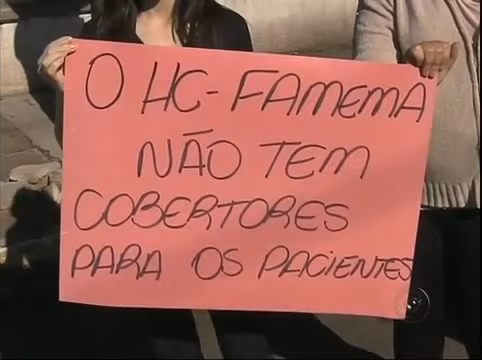 O HC-FAMEMA
NÃO TEM
COBERTORES
PARA OS PACIENTES